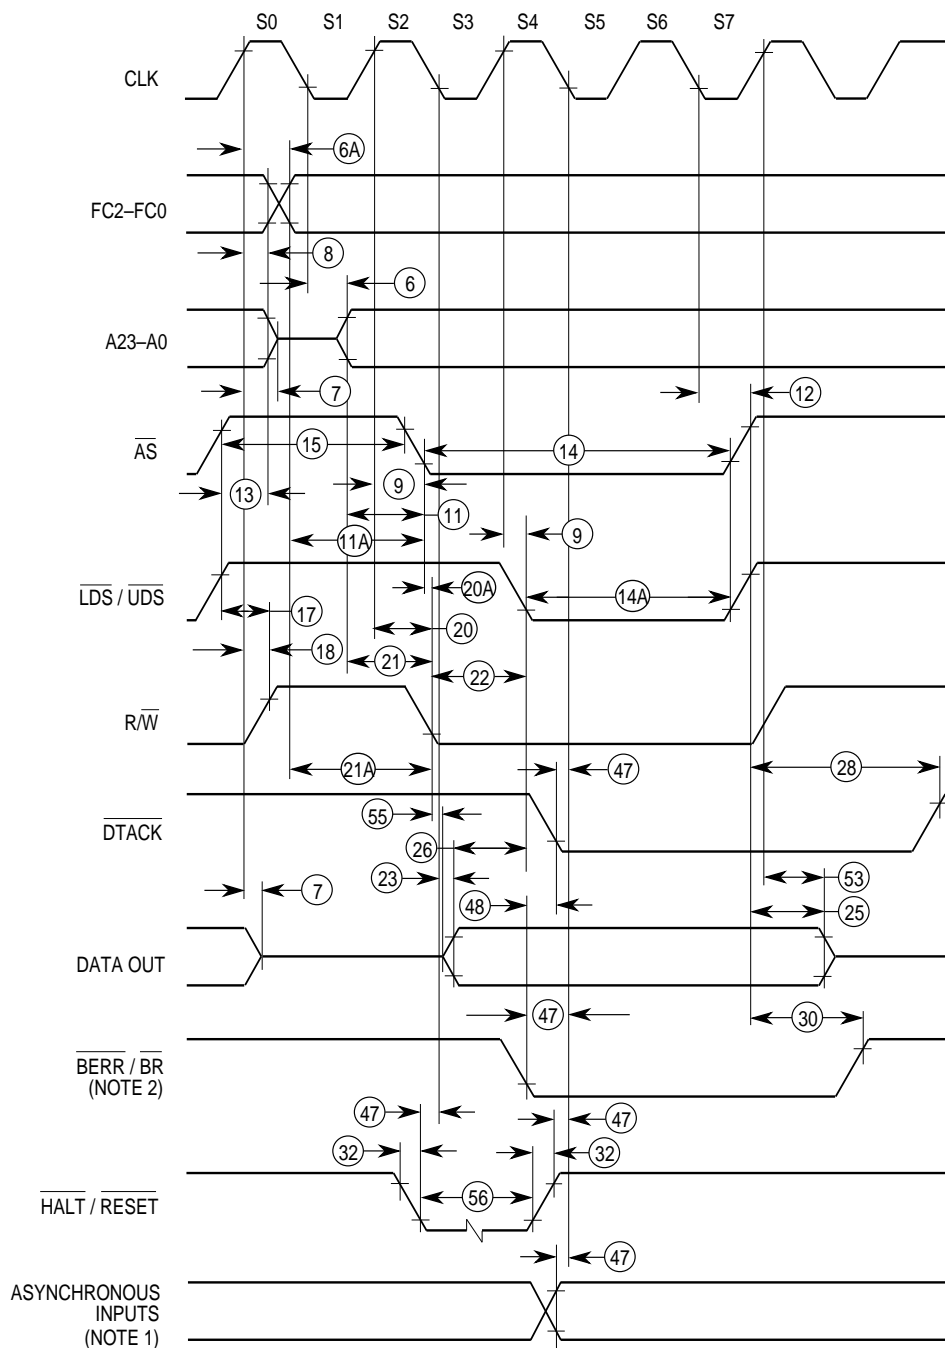 S0 S1 S2 S3 S4 S5 S6 S7
CLK
6A
FC2–FC0
8
6
A23–A0
7
12
AS
15
14
13
9
11
9
11A
LDS / UDS
20A
14A
17
20
18
21
22
R/W
21A
47
28
55
DTACK
26
23
53
7
48
25
DATA OUT
47
30
BERR / BR
(NOTE 2)
47
47
32
32
HALT / RESET
56
47
ASYNCHRONOUS
INPUTS
(NOTE 1)